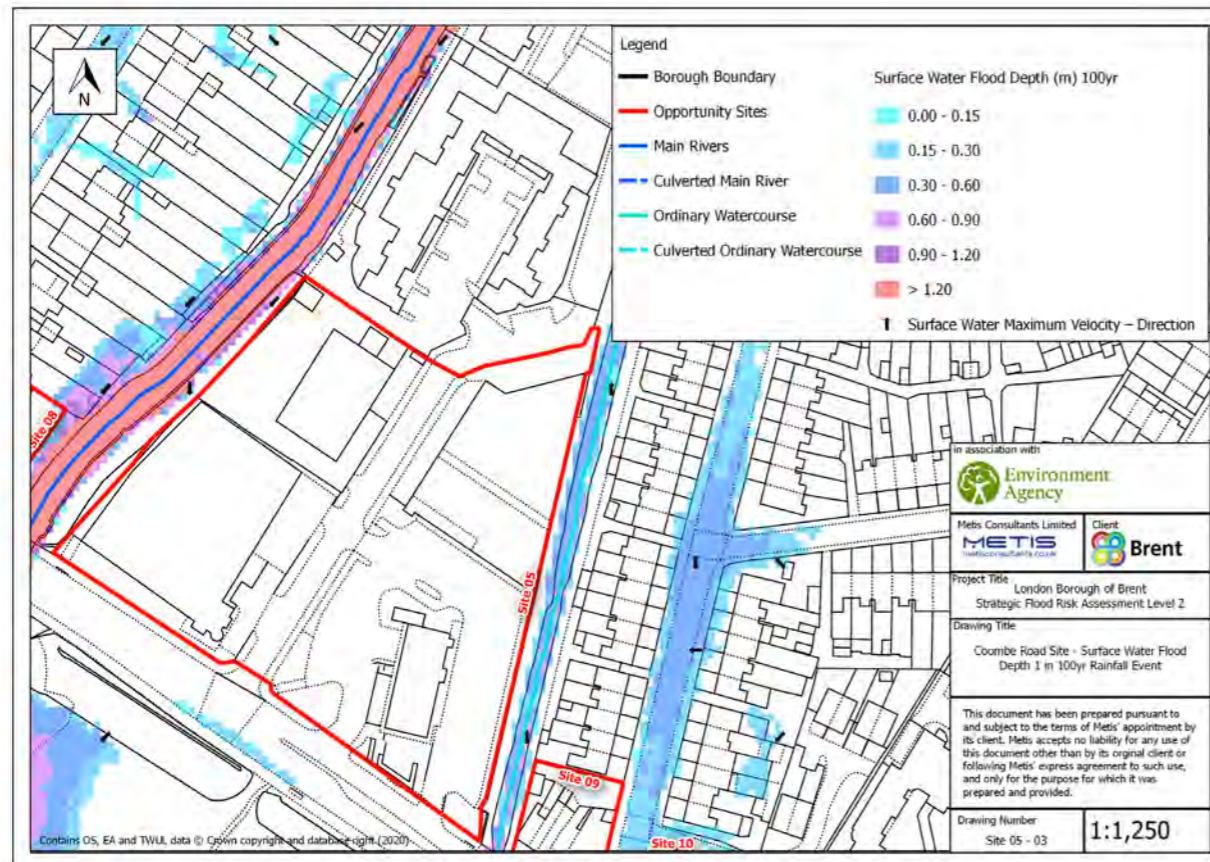 N
Legend
Borough Boundary
Opportunity Sites
Main Rivers
Culverted Main River
Ordinary Watercourse
Culverted Ordinary Watercourse
Surface Water Flood Depth (m) 100yr
0.00 - 0.15
0.15 - 0.30
0.30 - 0.60
0.60 - 0.90
0.90 - 1.20
> 1.20
Surface Water Maximum Velocity – Direction
Site 08
Site 05
Site 09
Site 10
in association with
Environment
Agency
Metis Consultants Limited
METIS
metisconsultants.co.uk
Client
Brent
Project Title
London Borough of Brent
Strategic Flood Risk Assessment Level 2
Drawing Title
Coombe Road Site - Surface Water Flood
Depth 1 in 100yr Rainfall Event
This document has been prepared pursuant to
and subject to the terms of Metis' appointment by
its client. Metis accepts no liability for any use of
this document other than by its orginal client or
following Metis' express agreement to such use,
and only for the purpose for which it was
prepared and provided.
Drawing Number
Site 05 - 03
1:1,250
Contains OS, EA and TWUL data © Crown copyright and database right (2020)